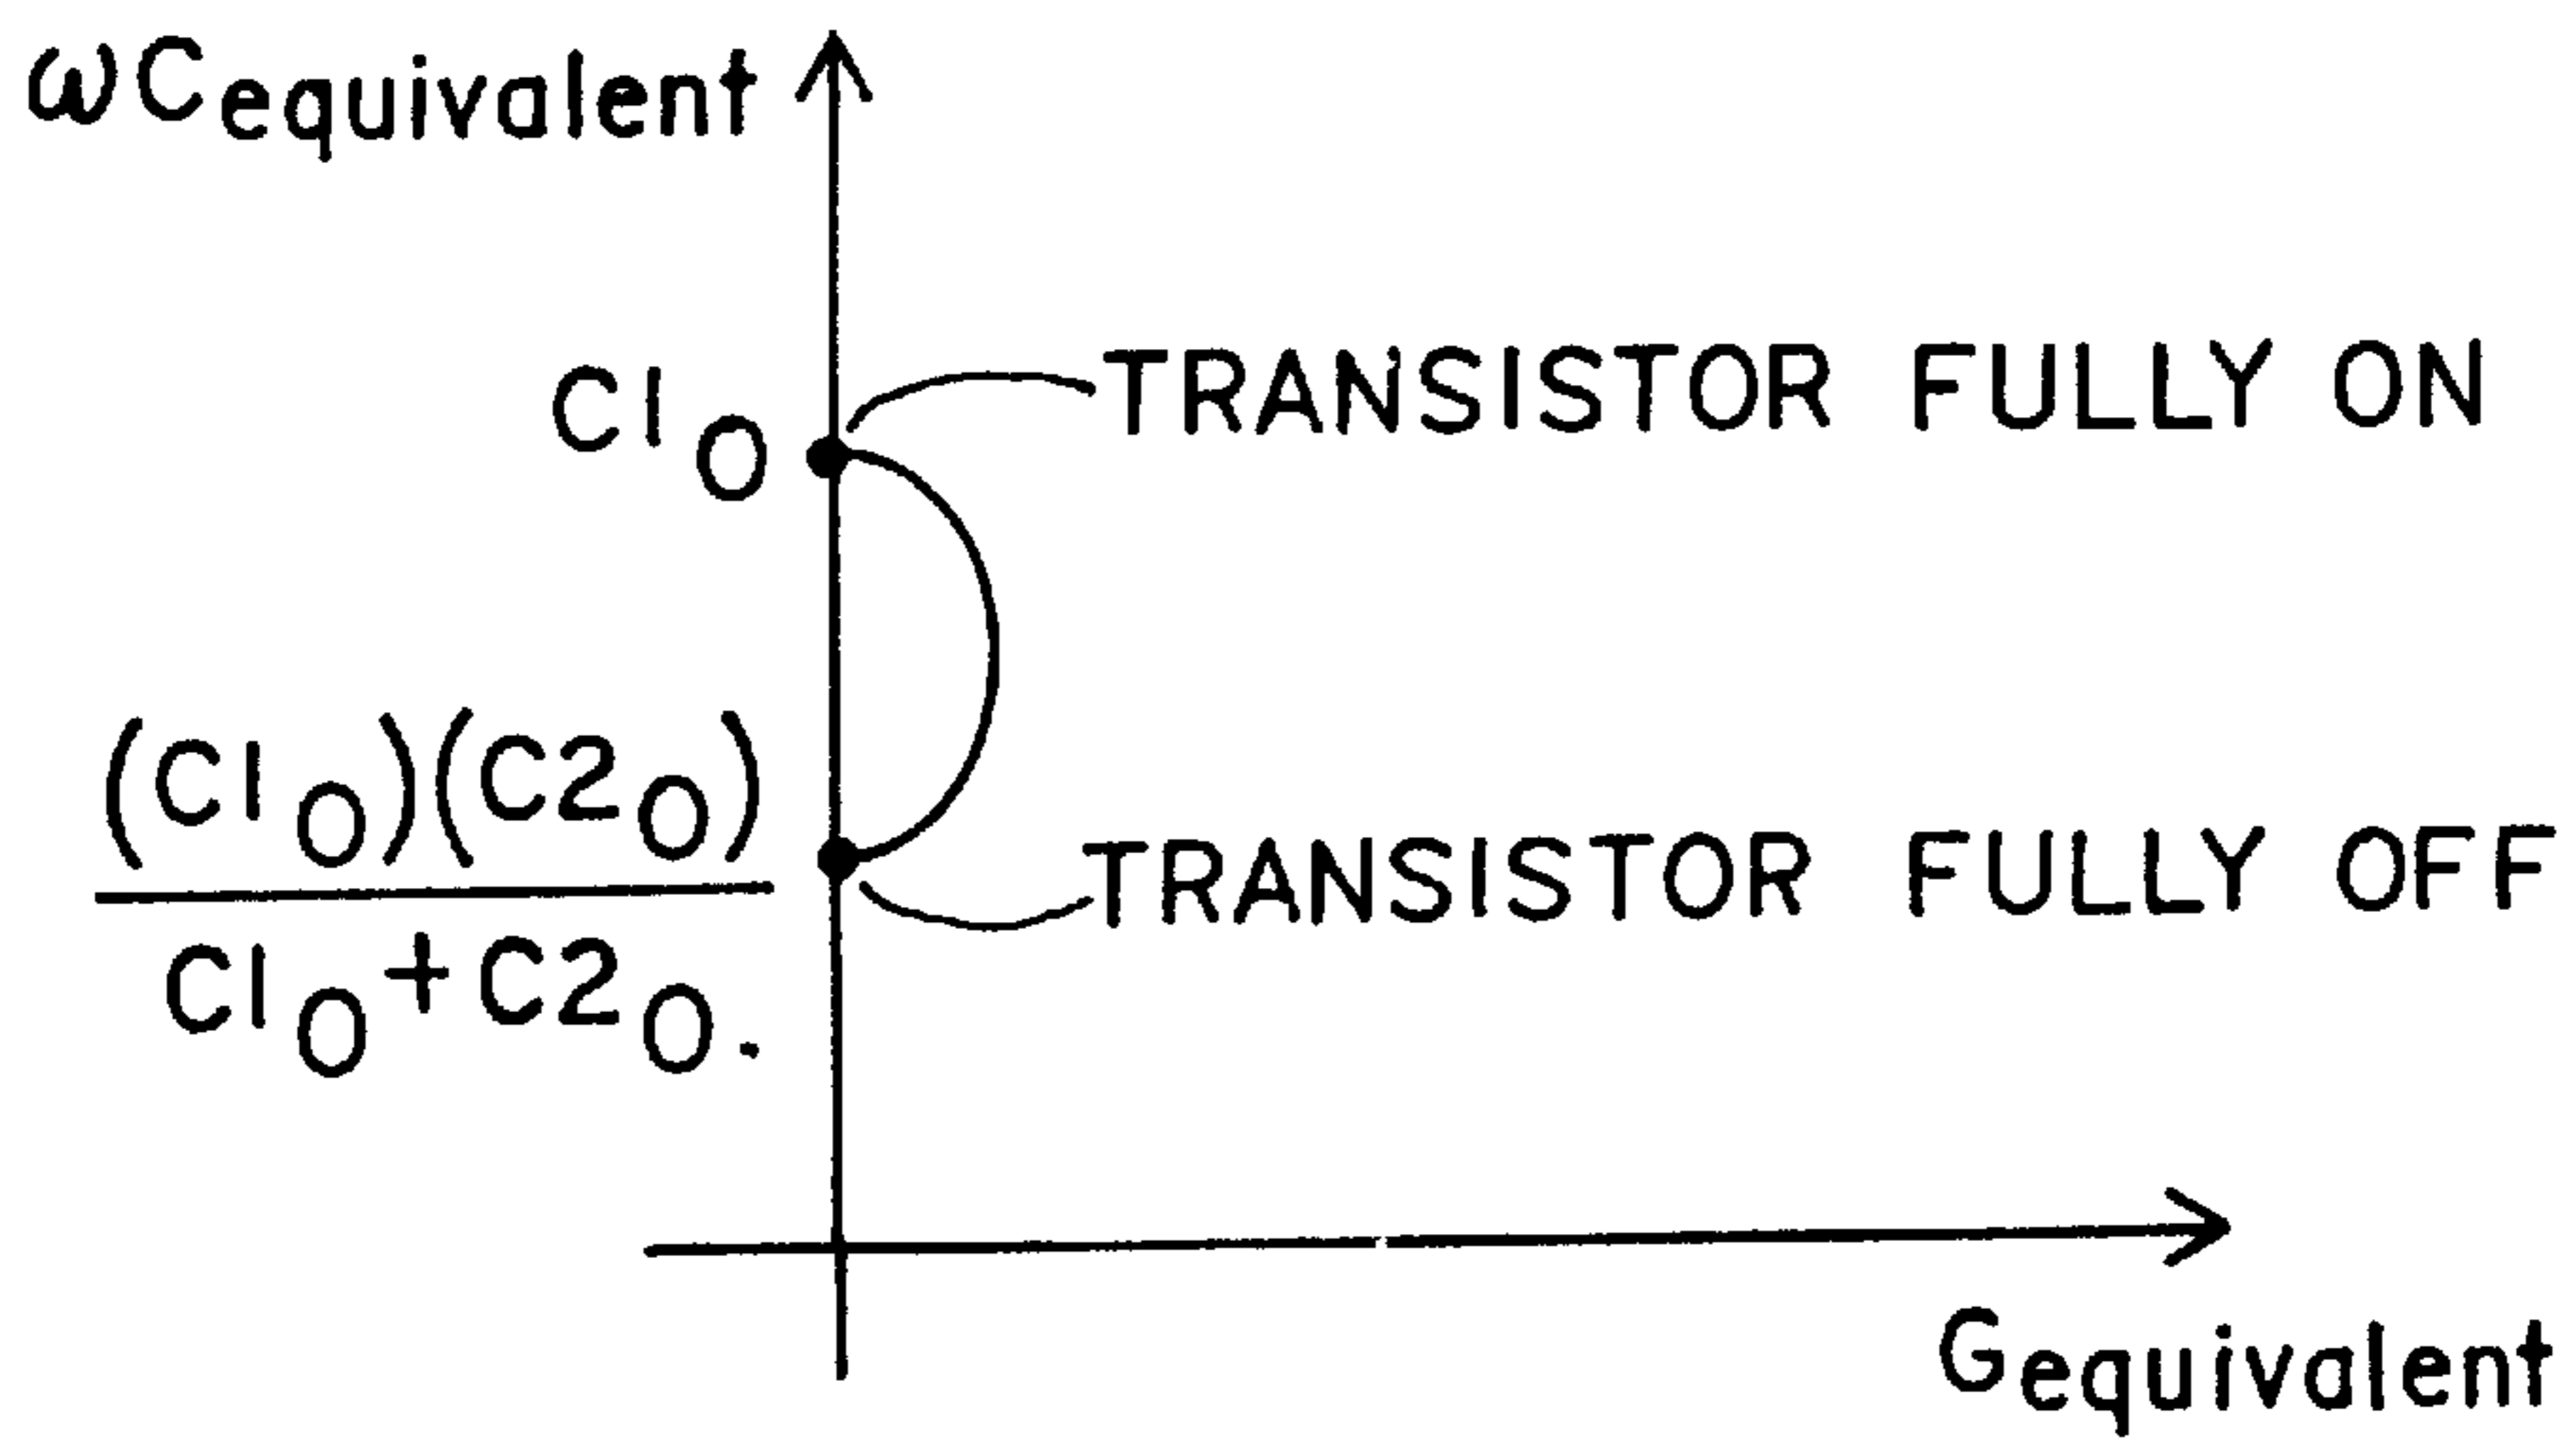 ωCequivalent
C1O TRANSISTOR FULLY ON
(C1O)(C2O)
C1O+C2O.
TRANSISTOR FULLY OFF
Gequivalent